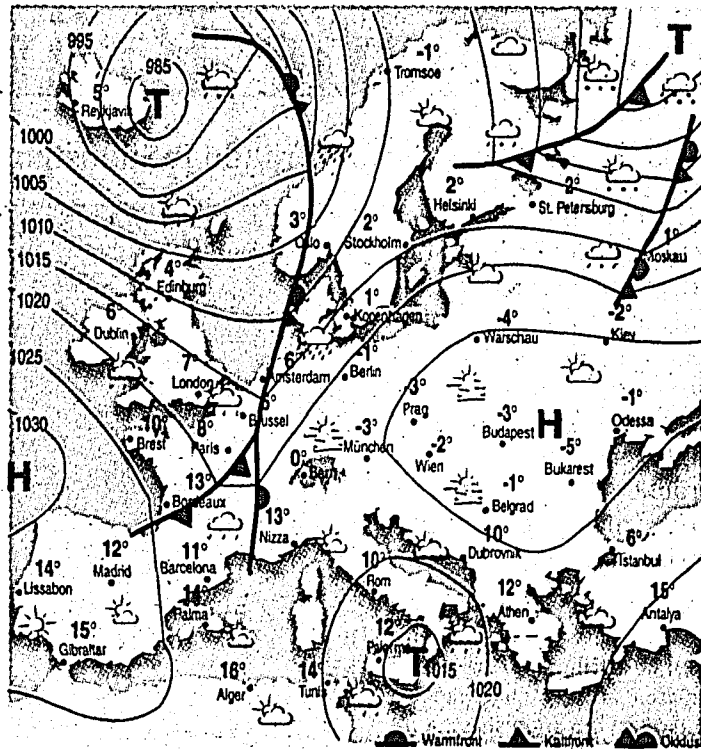 995
985
-1°
T
5°
Tromsoe
Reykjavik
T
1000
1005
2°
2°
Helsinki
St. Petersburg
1010
3°
2°
Oslo
Stockholm
1°
Moskau
1015
4°
Edinburg
1020
6°
1°
-2°
Dublin
Kopenhagen
-4°
Warschau
Kiev
1025
7°
6°
-1°
London
Amsterdam
Berlin
-3°
-1°
1030
10°
8°
Brüssel
Prag
-3°
H
Odessa
Brest
Paris
-3°
Budapest
H
München
-2°
-5°
13°
0°
Wien
Bukarest
Bern
-1°
Bordeaux
Belgrad
13°
10°
14°
12°
11°
Nizza
10°
Dubrovnik
6°
Lissabon
Madrid
Barcelona
Rom
Istanbul
14°
12°
15°
Palma
Athen
Antalya
15°
12°
Gibraltar
Palermo
T
16°
14°
1015
Alger
Tunis
1020
Warmfront
Kaltfront